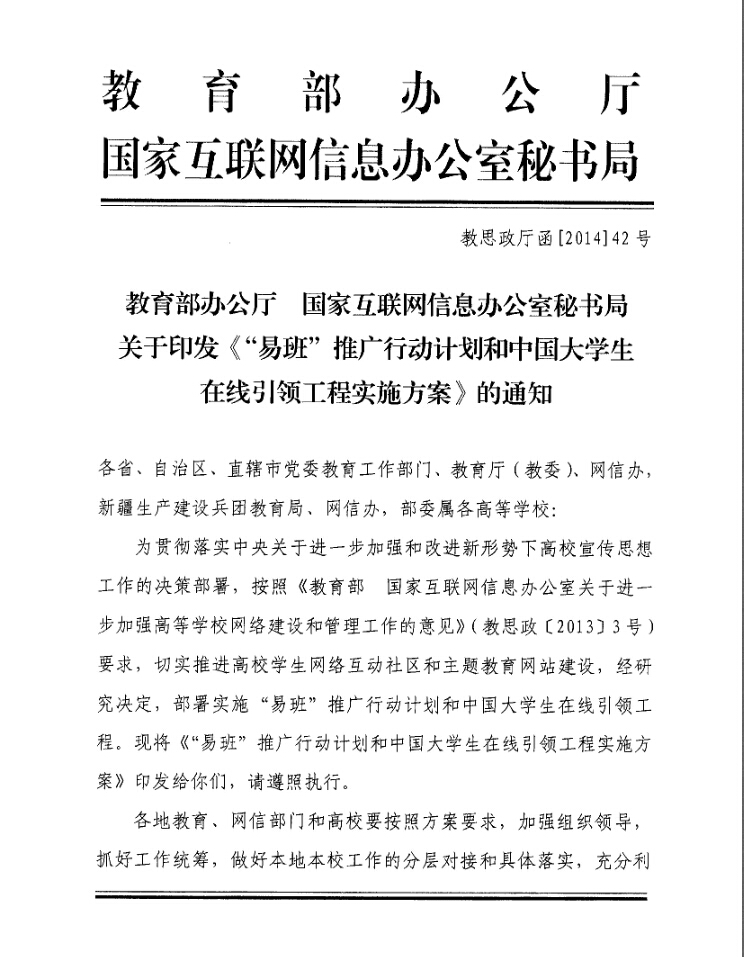 教育部办公厅
国家互联网信息办公室秘书局
教思政厅函[2014]42号
教育部办公厅 国家互联网信息办公室秘书局
关于印发《“易班”推广行动计划和中国大学生
在线引领工程实施方案》的通知
各省、自治区、直辖市党委教育工作部门、教育厅（教委）、网信办，
新疆生产建设兵团教育局、网信办，部委属各高等学校：
为贯彻落实中央关于进一步加强和改进新形势下高校宣传思想
工作的决策部署，按照《教育部 国家互联网信息办公室关于进一
步加强高等学校网络建设和管理工作的意见》（教思政〔2013〕3号）
要求，切实推进高校学生网络互动社区和主题教育网站建设，经研
究决定，部署实施“易班”推广行动计划和中国大学生在线引领工
程。现将《“易班”推广行动计划和中国大学生在线引领工程实施方
案》印发给你们，请遵照执行。
各地教育、网信部门和高校要按照方案要求，加强组织领导，
抓好工作统筹，做好本地本校工作的分层对接和具体落实，充分利